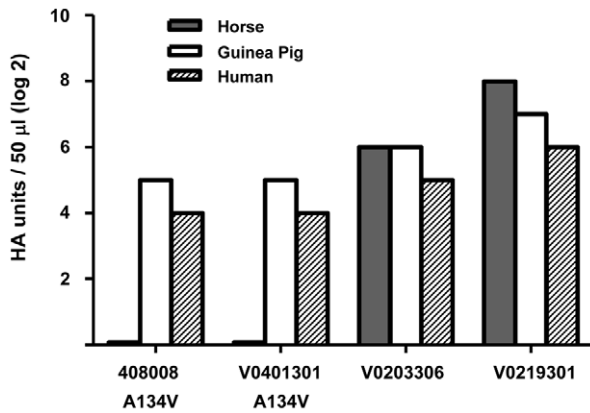 HA units / 50 µl (log 2)
10
8
6
4
2
Horse
Guinea Pig
Human
408008
A134V
V0401301
A134V
V0203306
V0219301